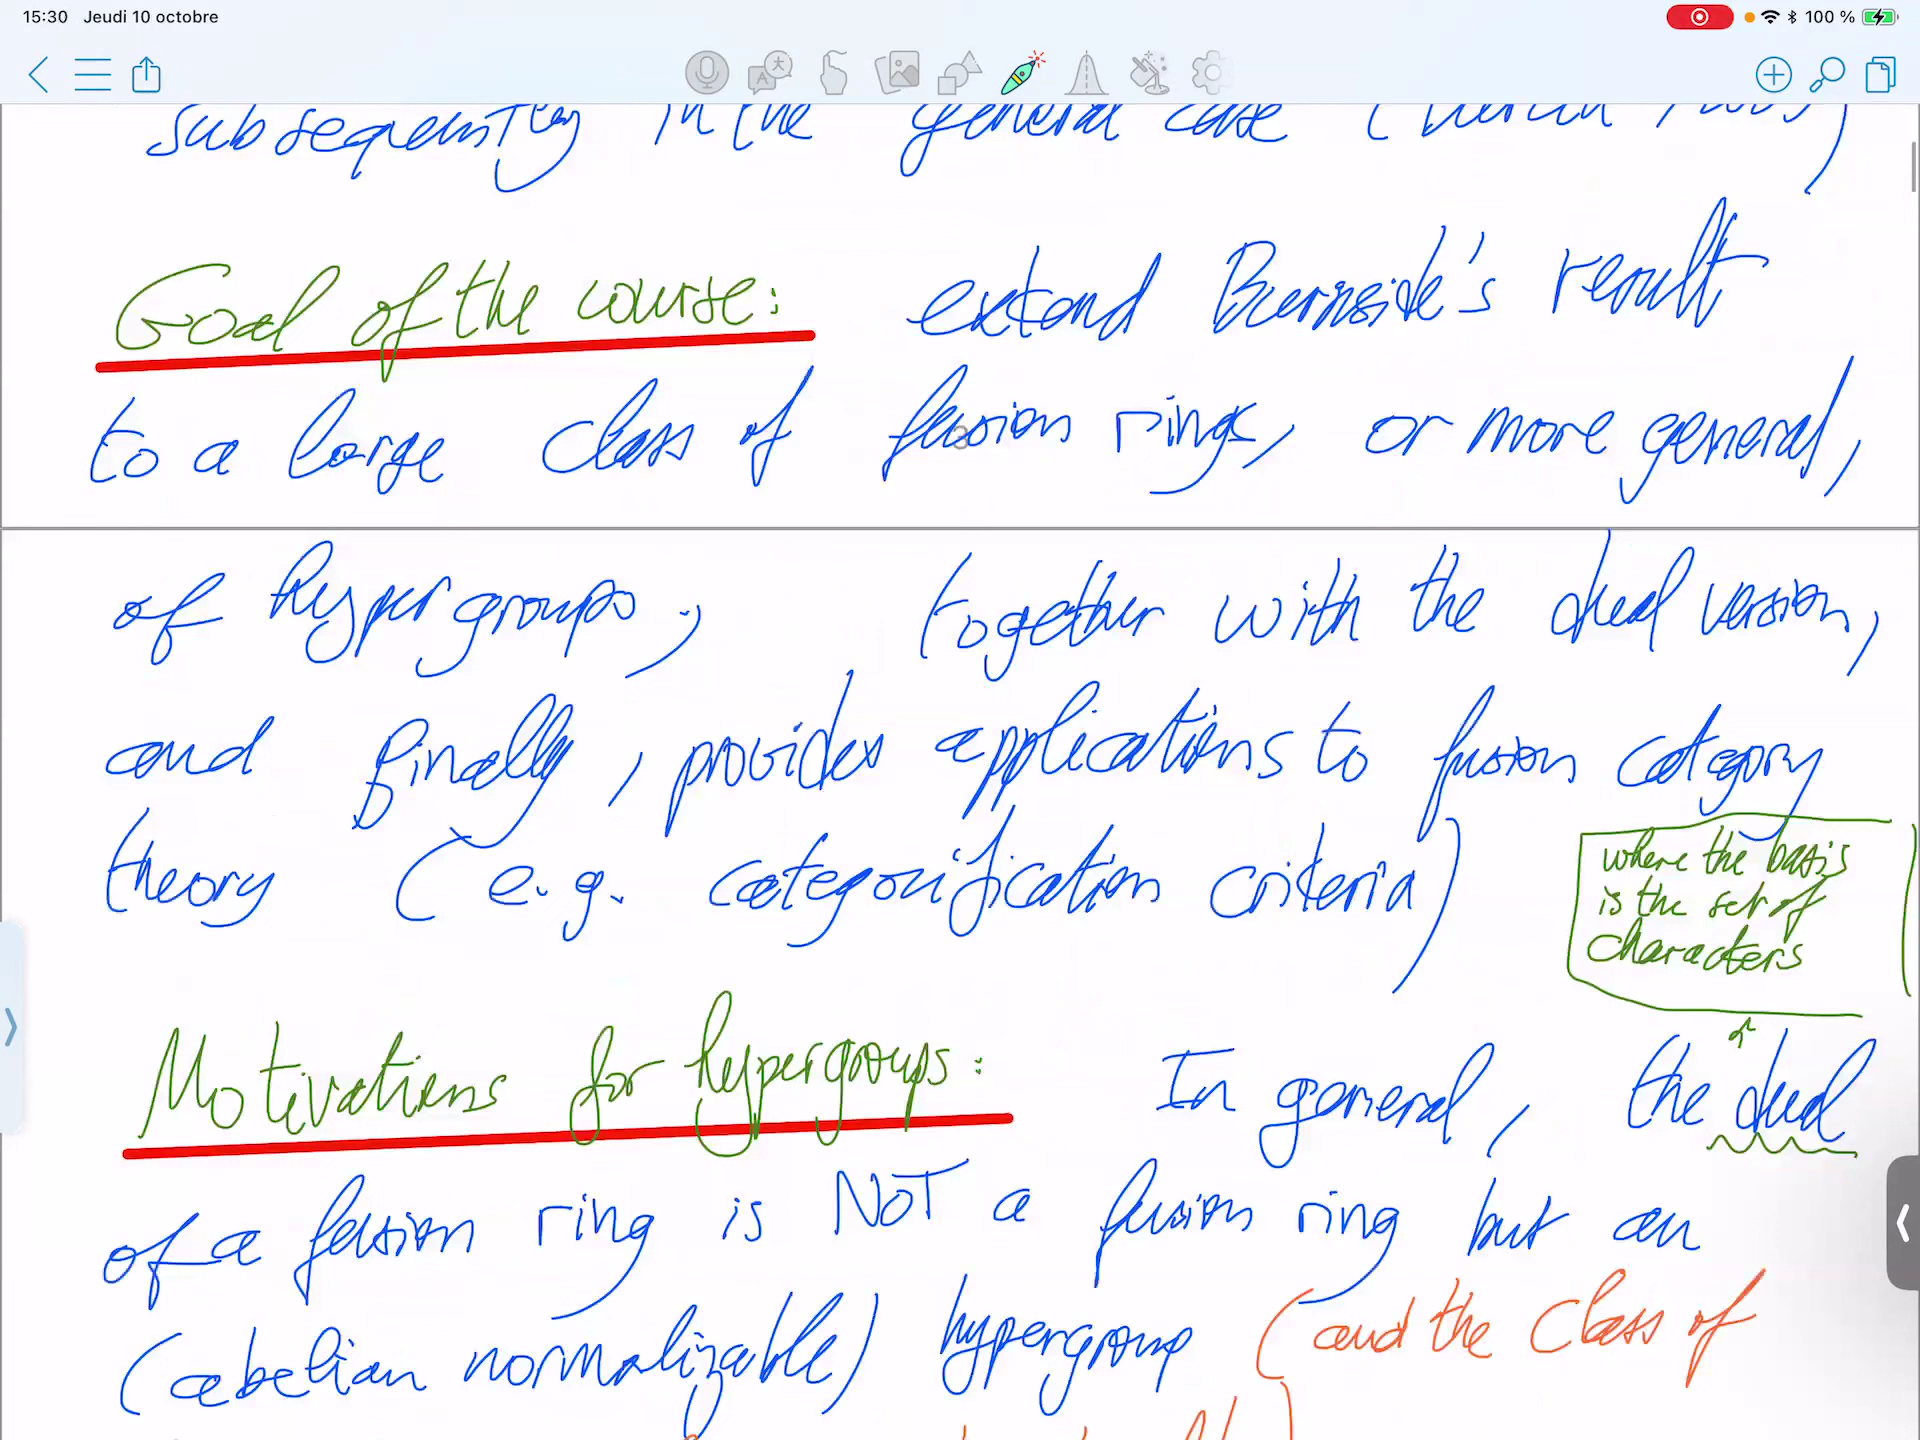 15:30 Jeudi 10 octobre 100 %
subsequently in the general case (
Goal of the course: extend Burnside's result
to a large class of fusion rings, or more general,
3
of hypergroups, together with the dual version,
and finally, provides applications to fusion category
theory (e.g. categorification criteria)
where the basis
is the set of
characters
Motivations for hypergroups: In general, the dual
of a fusion ring is NOT a fusion ring but an
(abelian normalizable) hypergroup (and the class of